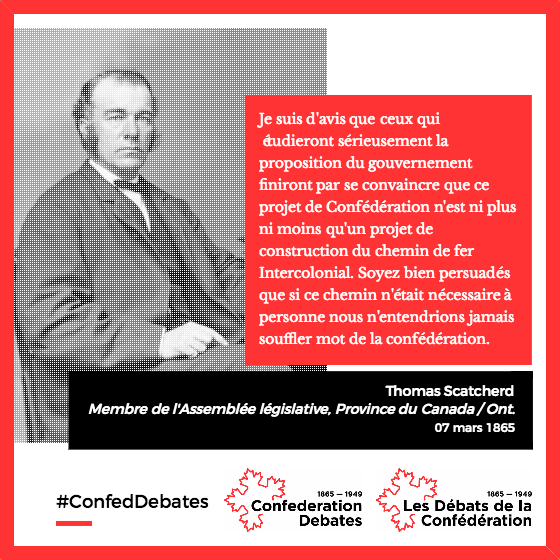 Je suis d'avis que ceux qui
étudieront sérieusement la
proposition du gouvernement
finiront par se convaincre que ce
projet de Confédération n'est ni plus
ni moins qu'un projet de
construction du chemin de fer
Intercolonial. Soyez bien persuadés
que si ce chemin n'était nécessaire à
personne nous n'entendrions jamais
souffler mot de la confédération.
Thomas Scatcherd
Membre de l'Assemblée législative, Province du Canada / Ont.
07 mars 1865
#ConfedDebates
1865 — 1949
Confederation
Debates
1865 — 1949
Les Débats de la
Confédération